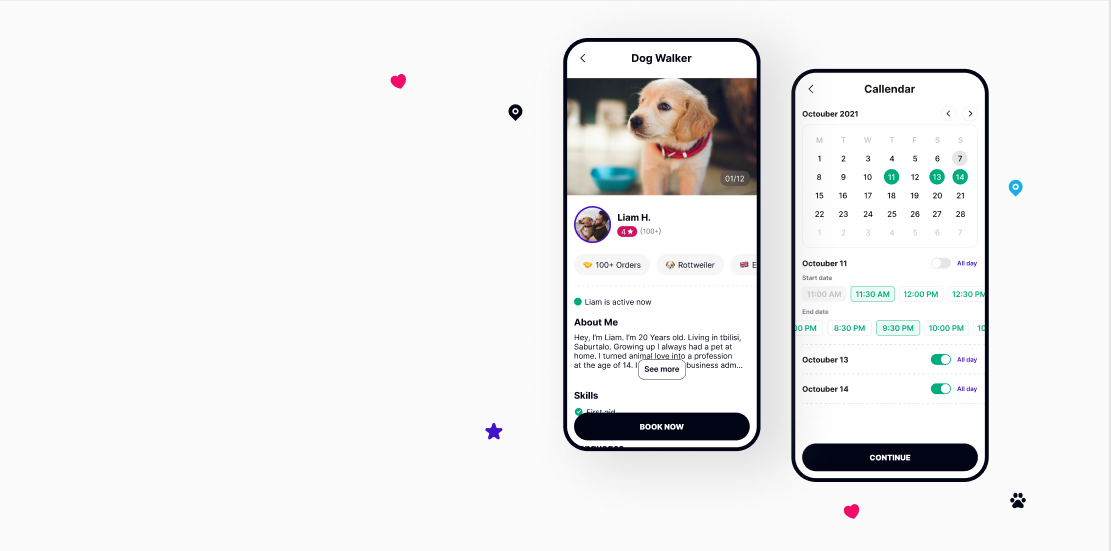 Dog Walker
01/12
Liam H.
4 (100+)
100+ Orders Rottweiler E
Liam is active now
About Me
Hey, I'm Liam. I'm 20 Years old. Living in tbilisi,
Saburtalo. Growing up I always had a pet at
home. I turned animal love into a profession
at the age of 14. I business adm...
See more
Skills
First aid
BOOK NOW
Callendar
Octouber 2021
M T W T F S S
1 2 3 4 5 6 7
8 9 10 11 12 13 14
15 16 17 18 19 20 21
22 23 24 25 26 27 28
1 2 3 4 5 6 7
Octouber 11 All day
Start date
11:00 AM 11:30 AM 12:00 PM 12:30 PM
End date
00 PM 8:30 PM 9:30 PM 10:00 PM 10
Octouber 13 All day
Octouber 14 All day
CONTINUE